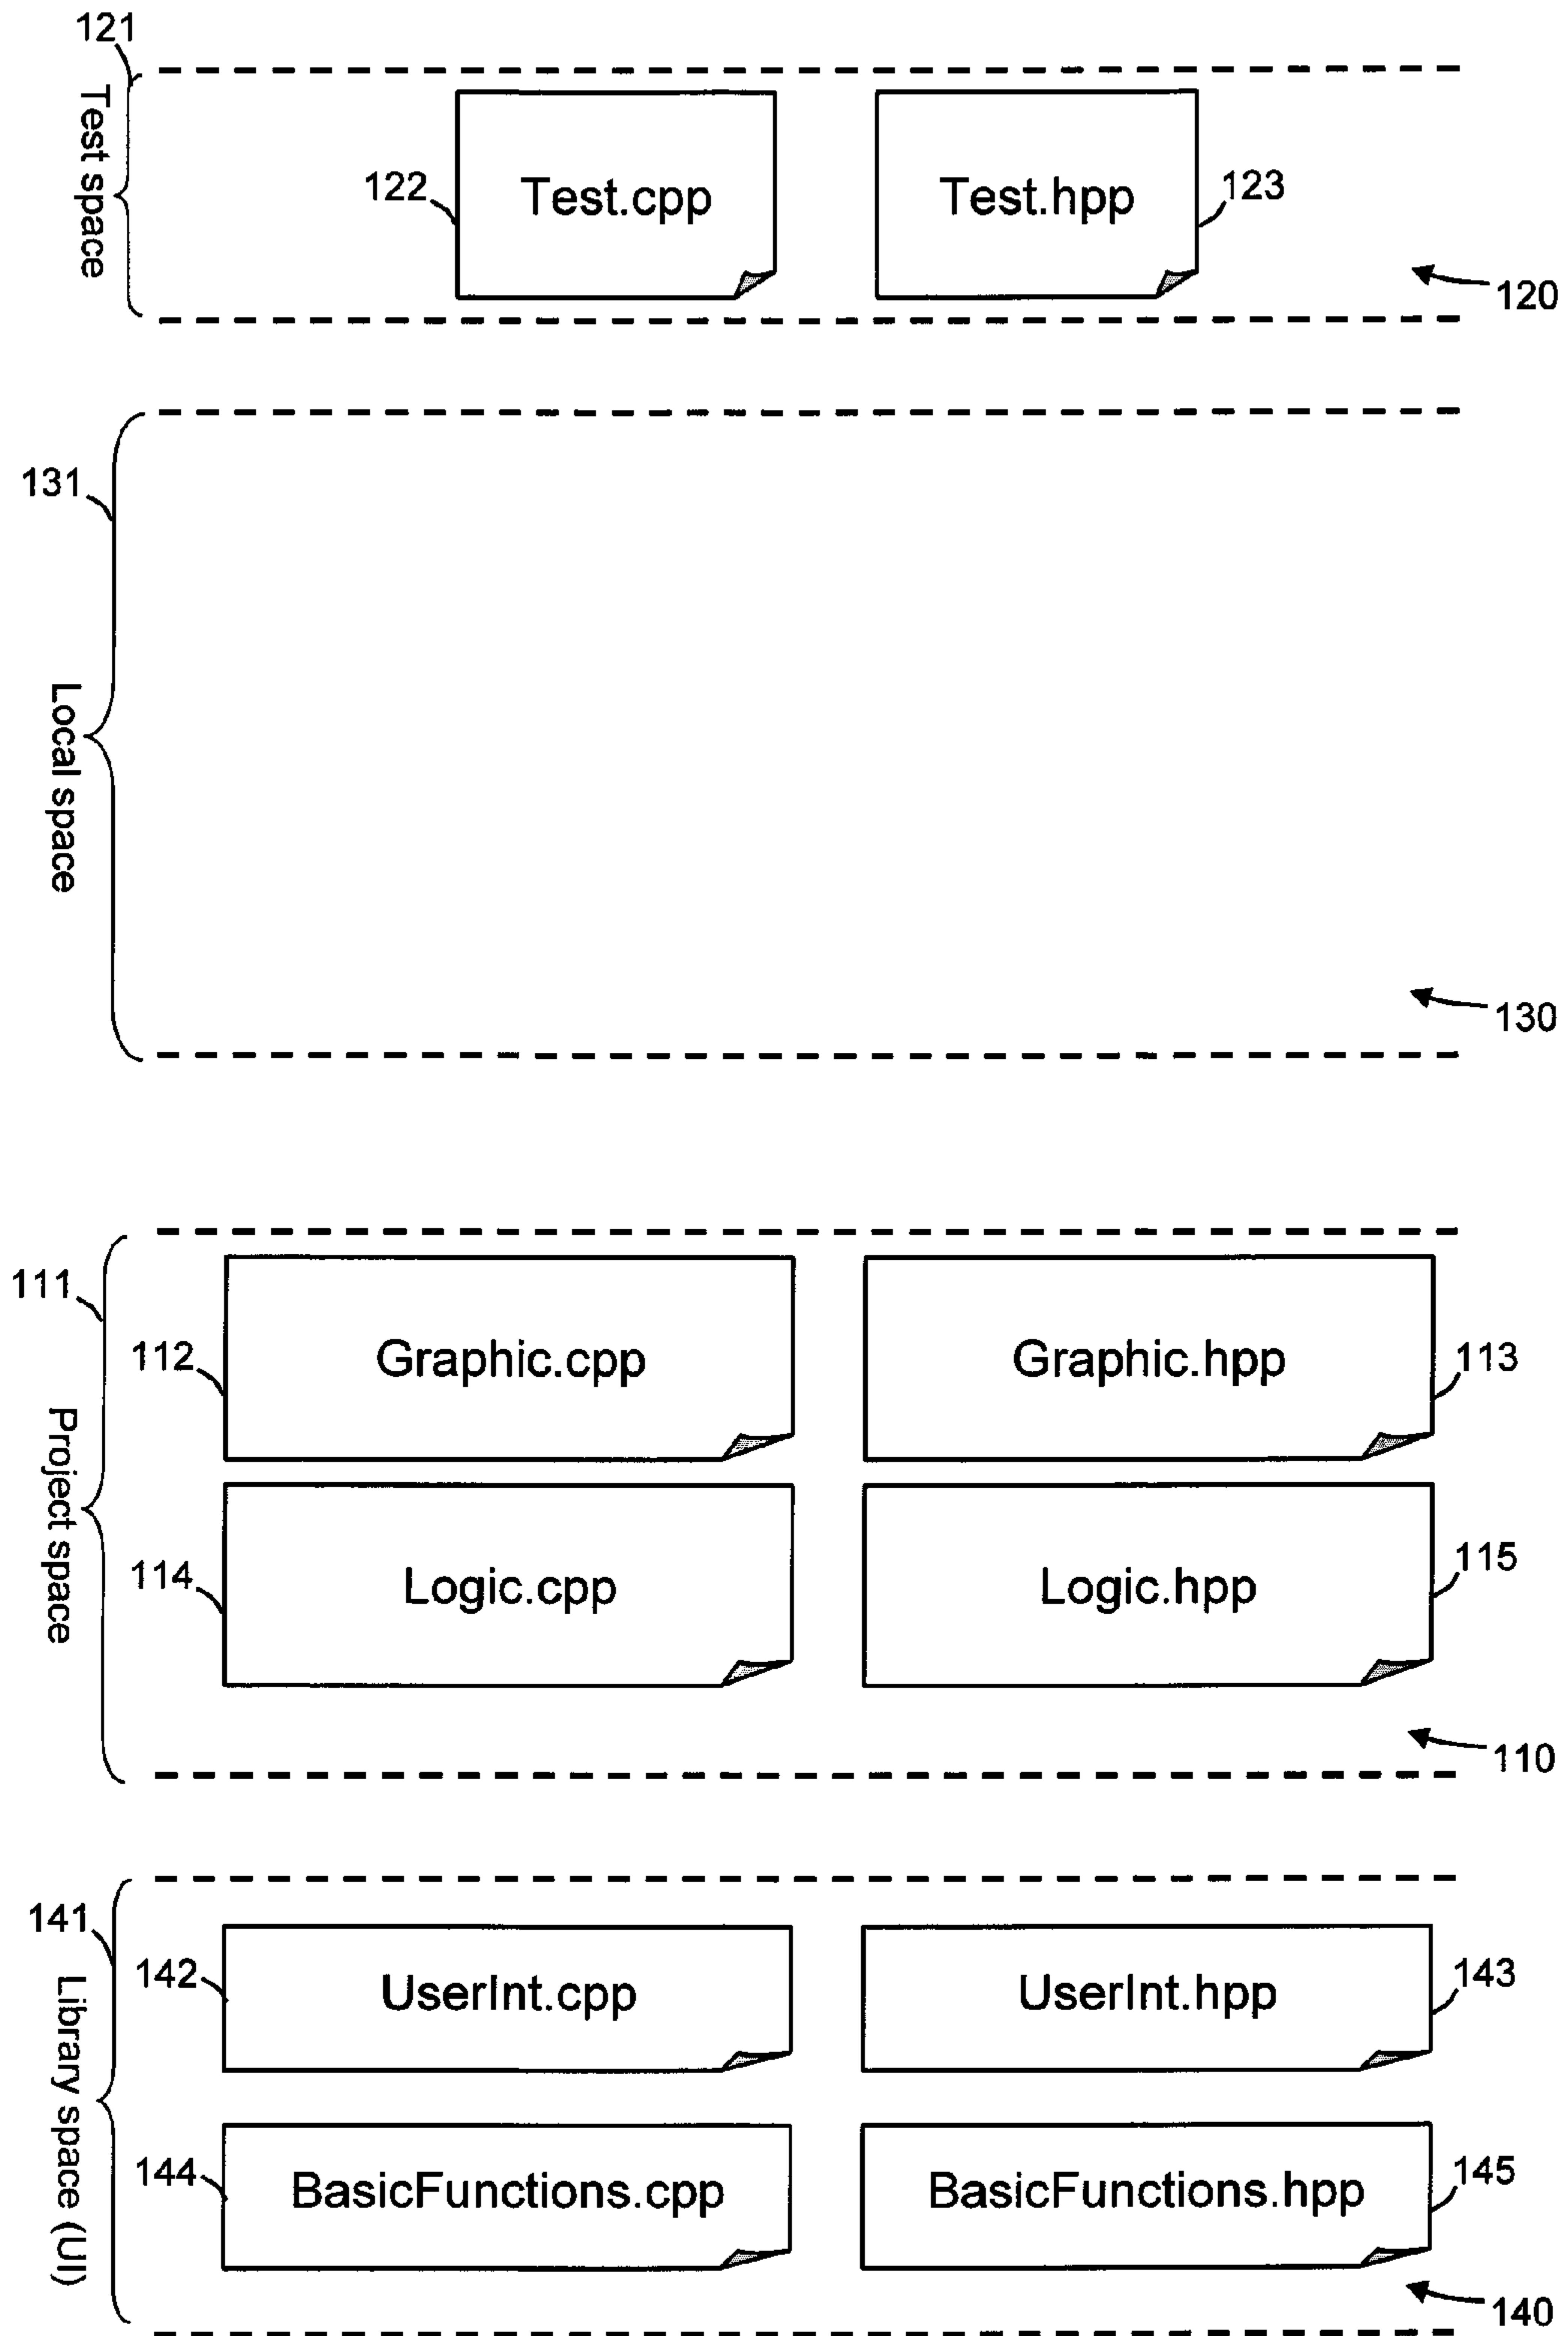 121
Test space
122
Test.cpp
Test.hpp
123
120
131
Local space
130
111
Project space
112
Graphic.cpp
Graphic.hpp
113
114
Logic.cpp
Logic.hpp
115
110
141
Library space (UI)
142
UserInt.cpp
UserInt.hpp
143
144
BasicFunctions.cpp
BasicFunctions.hpp
145
140